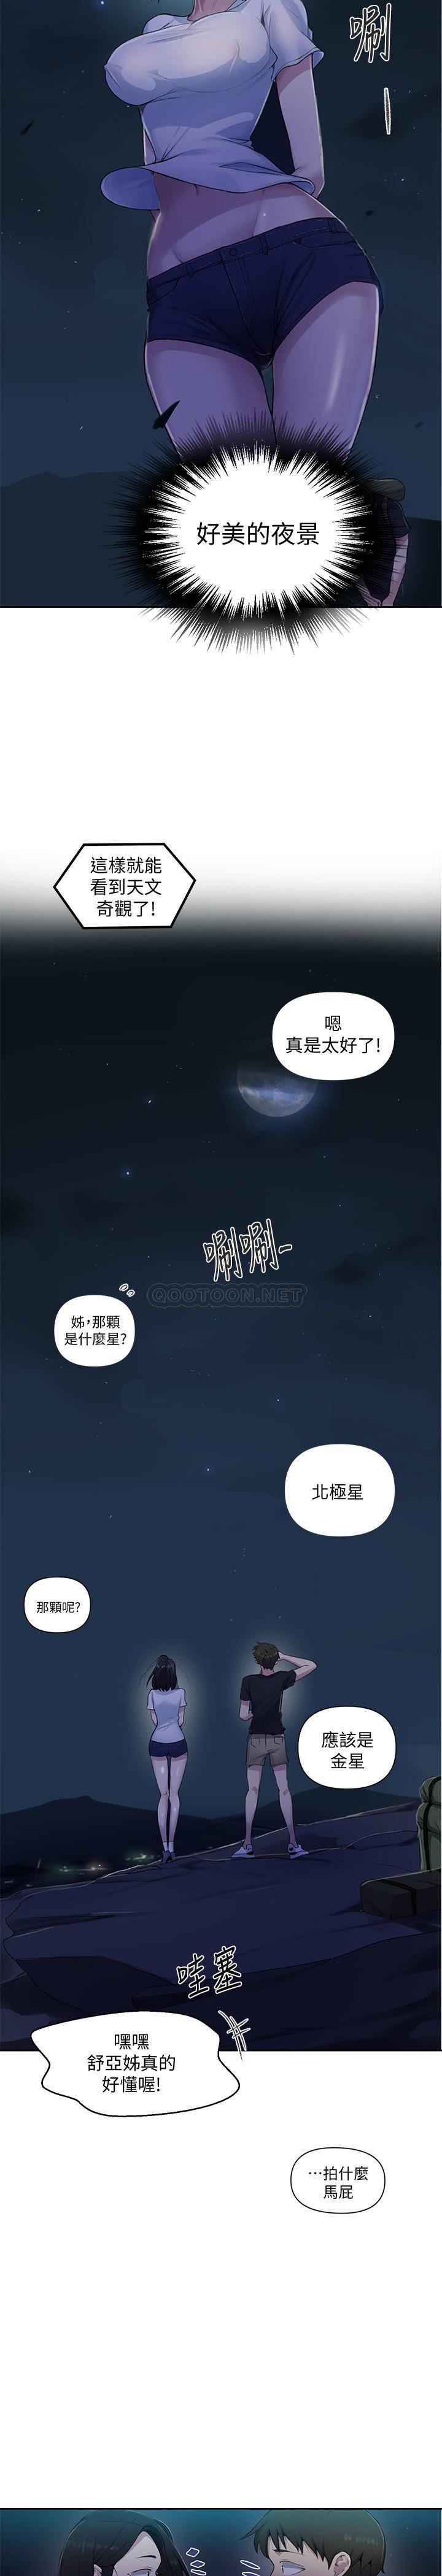 唰
好美的夜景
這樣就能
看到天文
奇觀了!
嗯
真是太好了!
唰唰~
QOOTOON.NET
姊，那顆
是什麼星?
北極星
那顆呢?
應該是
金星
哇塞
嘿嘿
舒亞姊真的
好懂喔!
…拍什麼
馬屁